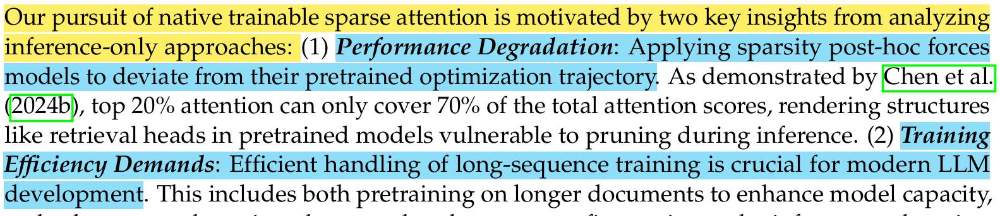 Our pursuit of native trainable sparse attention is motivated by two key insights from analyzing
inference-only approaches: (1) Performance Degradation: Applying sparsity post-hoc forces
models to deviate from their pretrained optimization trajectory. As demonstrated by Chen et al.
(2024b), top 20% attention can only cover 70% of the total attention scores, rendering structures
like retrieval heads in pretrained models vulnerable to pruning during inference. (2) Training
Efficiency Demands: Efficient handling of long-sequence training is crucial for modern LLM
development. This includes both pretraining on longer documents to enhance model capacity,